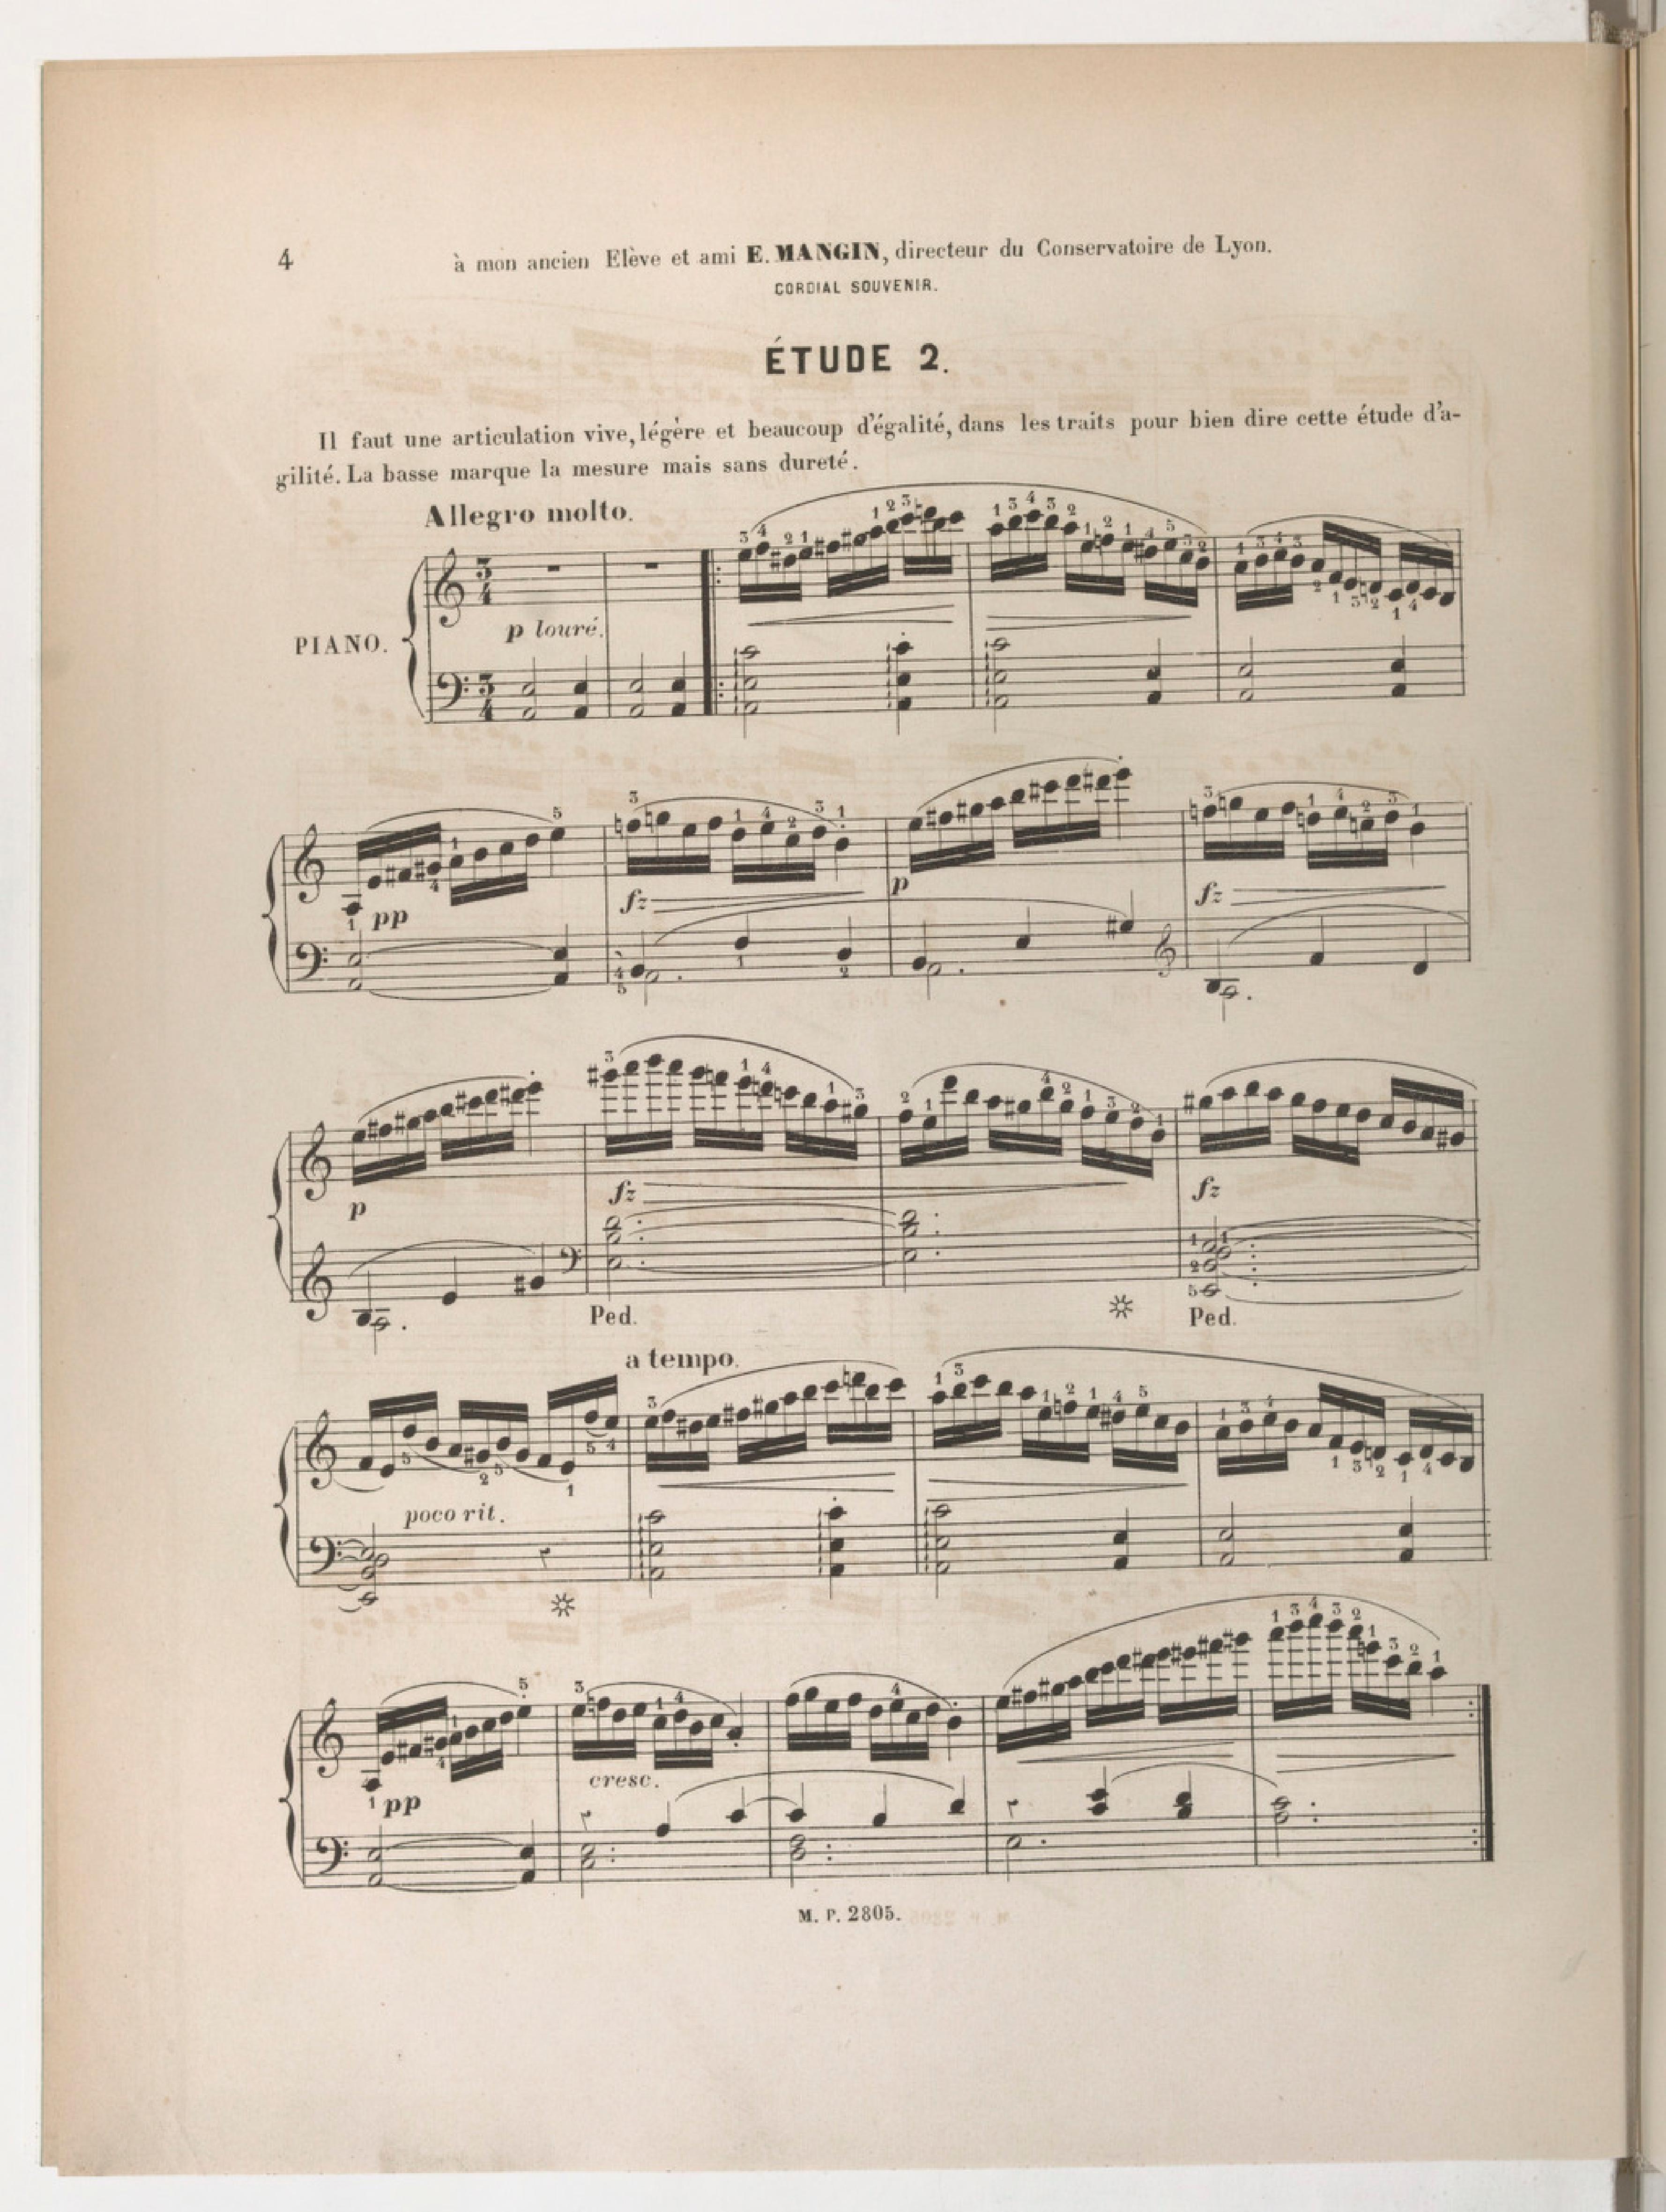 4
à mon ancien Elève et ami E. MANGIN, directeur du Conservatoire de Lyon.
CORDIAL SOUVENIR.
ÉTUDE 2.
Il faut une articulation vive, légère et beaucoup d'égalité, dans les traits pour bien dire cette étude d'a-
gilité. La basse marque la mesure mais sans dureté.
Allegro molto.
PIANO.
p louré.
pp
fz
p
fz
p
fz
fz
Ped.
Ped.
a tempo.
poco rit.
pp
cresc.
M. P. 2805.